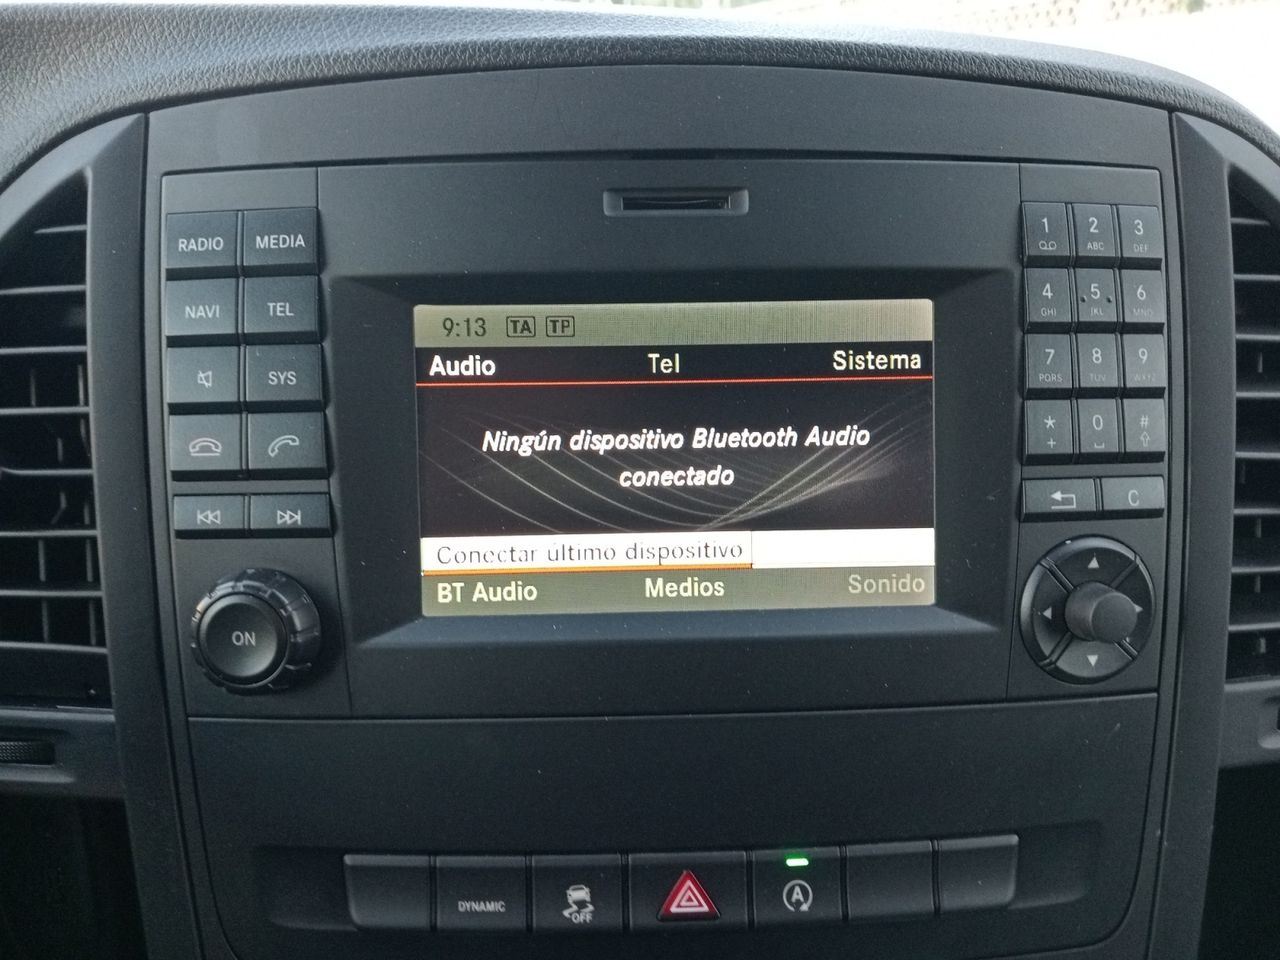 RADIO MEDIA
NAVI TEL
SYS
ON
9:13 TA TP
Audio Tel Sistema
Ningún dispositivo Bluetooth Audio
conectado
Conectar último dispositivo
BT Audio Medios Sonido
1 2 3
ABC DEF
4 5 6
GHI JKL MNO
7 8 9
PQRS TUV WXYZ
* 0 #
+
C
DYNAMIC
OFF
A